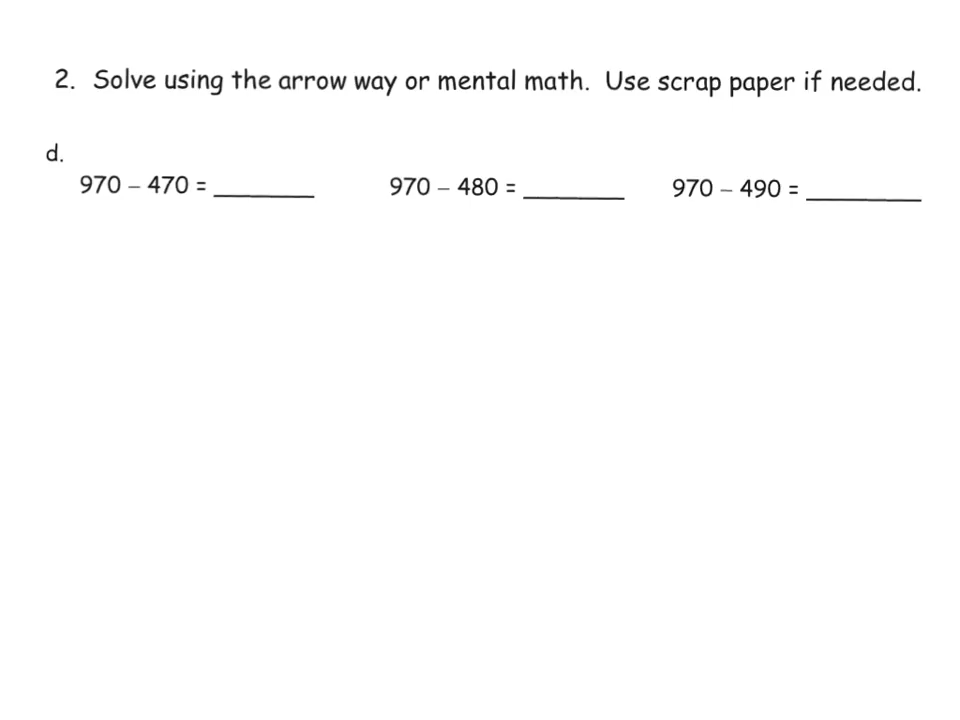 2. Solve using the arrow way or mental math. Use scrap paper if needed.
d.
970 – 470 = ________ 970 – 480 = ________ 970 – 490 = _________